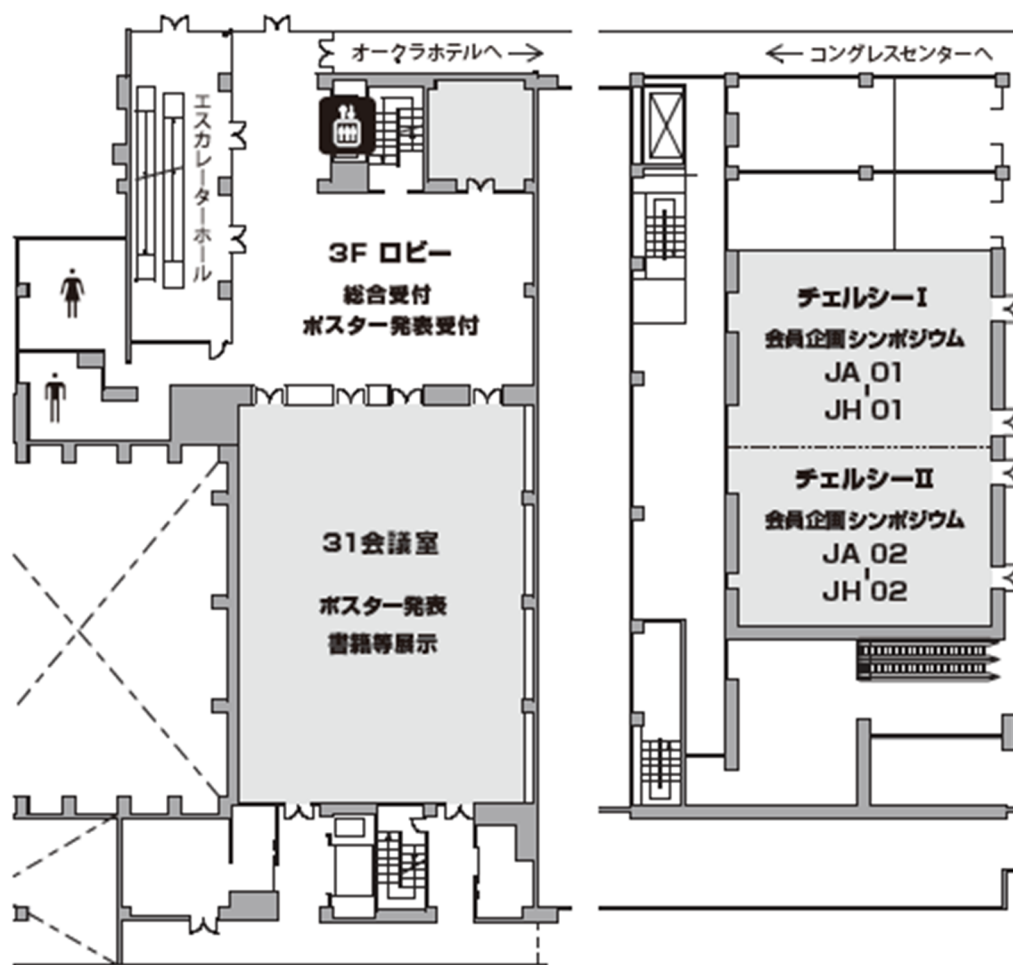 オークラホテルへ →
← コングレスセンターへ
エスカレーターホール
3F ロビー
総合受付
ポスター発表受付
31会議室
ポスター発表
書籍等展示
チェルシーI
会員企画シンポジウム
JA 01
JH 01
チェルシーII
会員企画シンポジウム
JA 02
JH 02